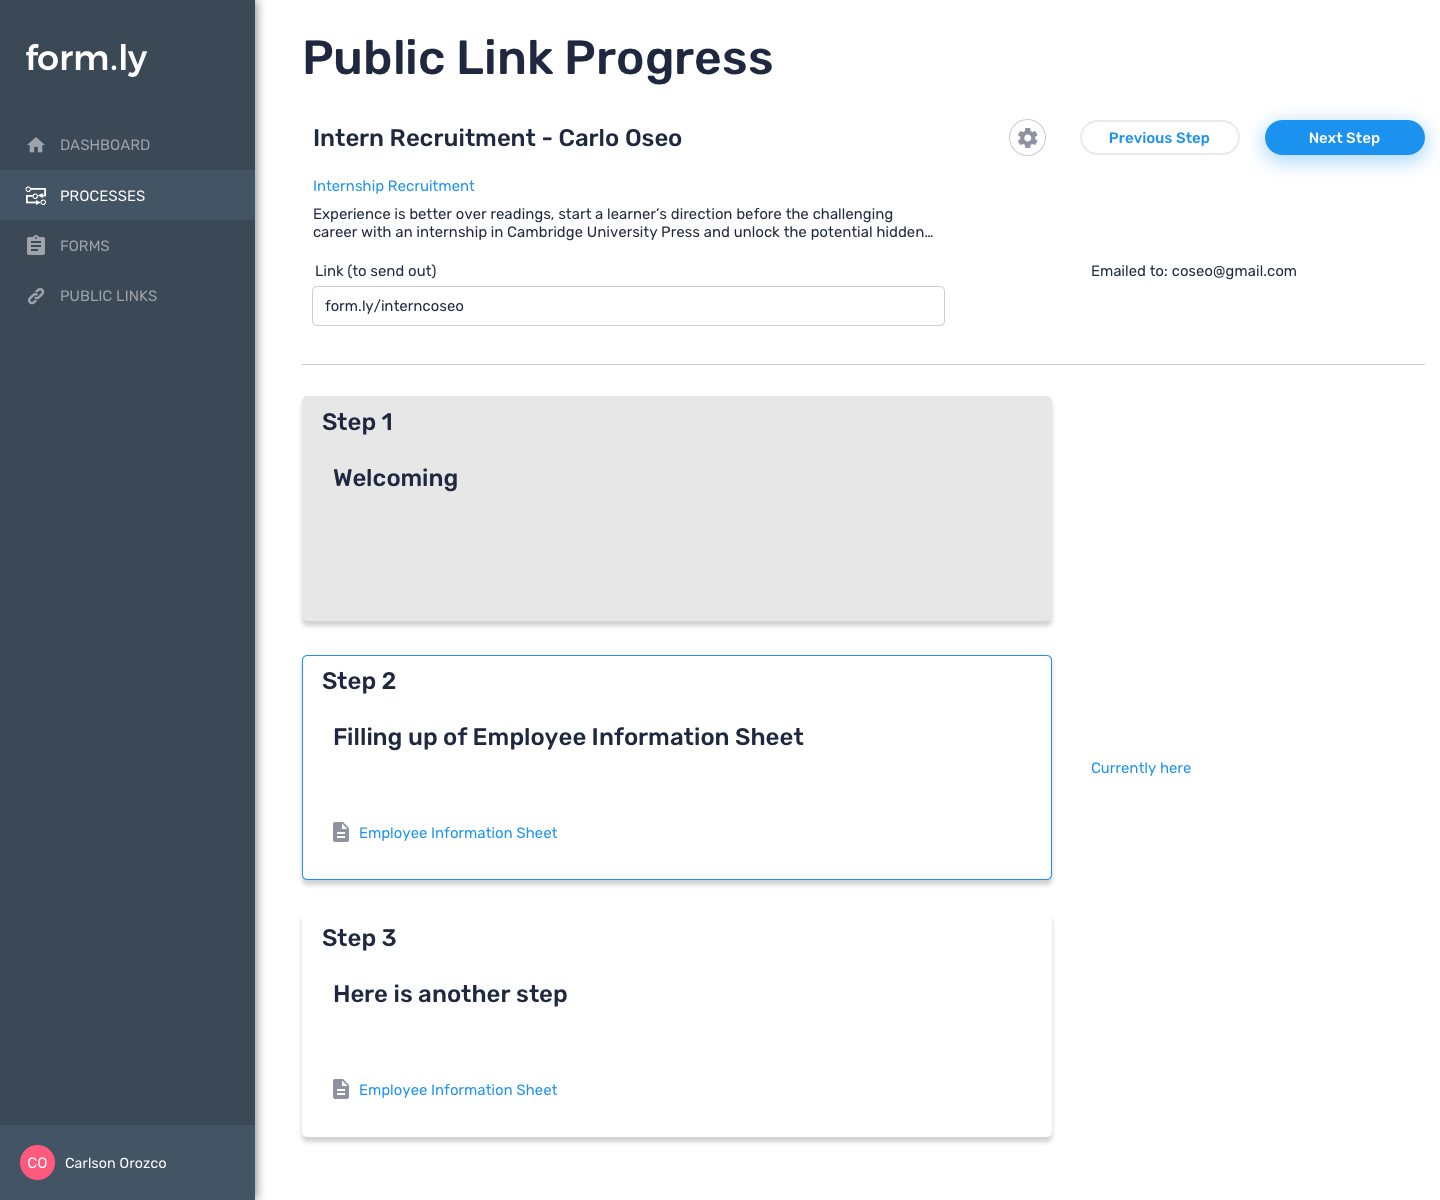 form.ly
DASHBOARD
PROCESSES
FORMS
PUBLIC LINKS
CO
Carlson Orozco
Public Link Progress
Intern Recruitment - Carlo Oseo
Previous Step
Next Step
Internship Recruitment
Experience is better over readings, start a learner’s direction before the challenging
career with an internship in Cambridge University Press and unlock the potential hidden…
Link (to send out)
Emailed to: coseo@gmail.com
form.ly/interncoseo
Step 1
Welcoming
Step 2
Filling up of Employee Information Sheet
Currently here
Employee Information Sheet
Step 3
Here is another step
Employee Information Sheet